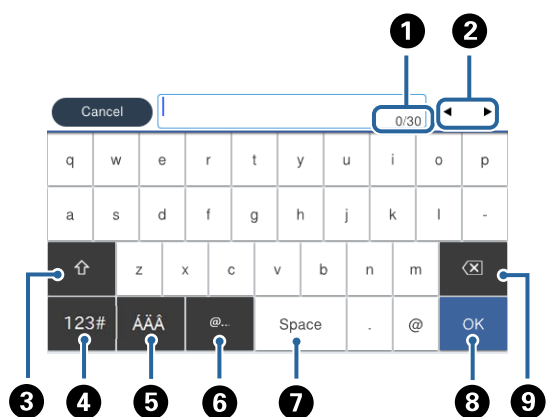 1 2
Cancel 0/30
q w e r t y u i o p
a s d f g h j k l -
z x c v b n m
123# ÁÄÂ @... Space . @ OK
3 4 5 6 7 8 9